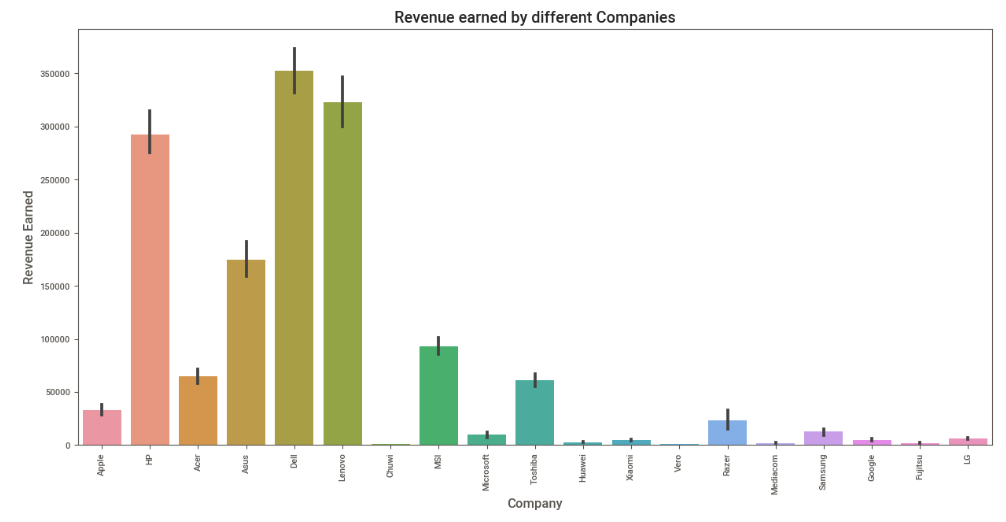 Revenue earned by different Companies
Revenue Earned
350000
300000
250000
200000
150000
100000
50000
0
Apple
HP
Acer
Asus
Dell
Lenovo
Chuwi
MSI
Microsoft
Toshiba
Huawei
Xiaomi
Vero
Razer
Mediacom
Samsung
Google
Fujitsu
LG
Company